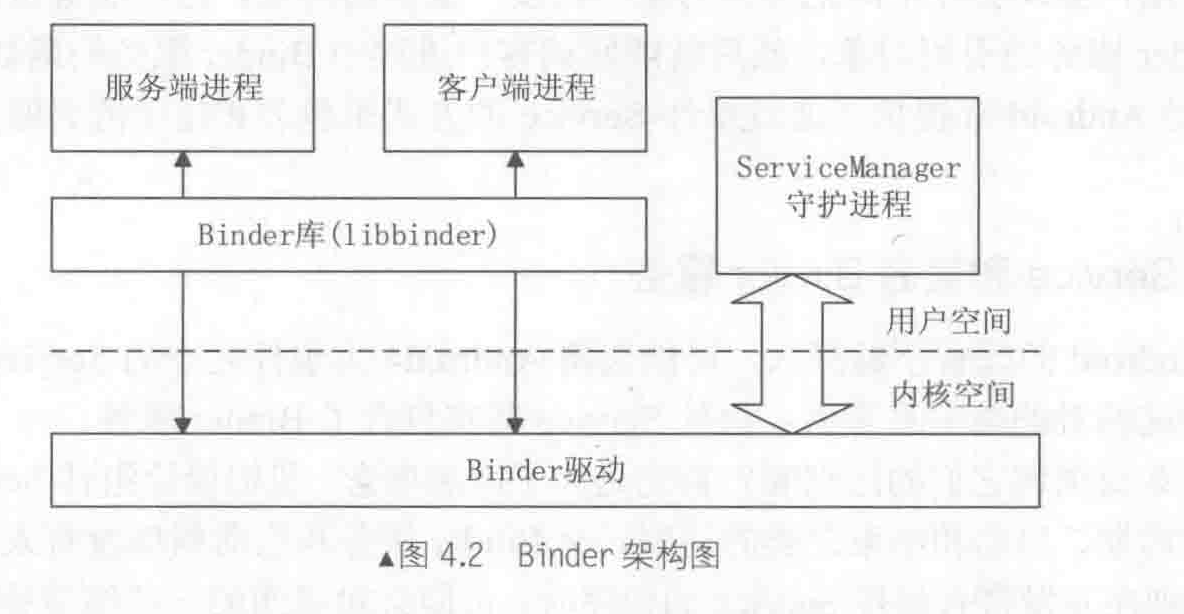 服务端进程
客户端进程
ServiceManager
守护进程
Binder库(libbinder)
用户空间
内核空间
Binder驱动
▲图 4.2 Binder 架构图